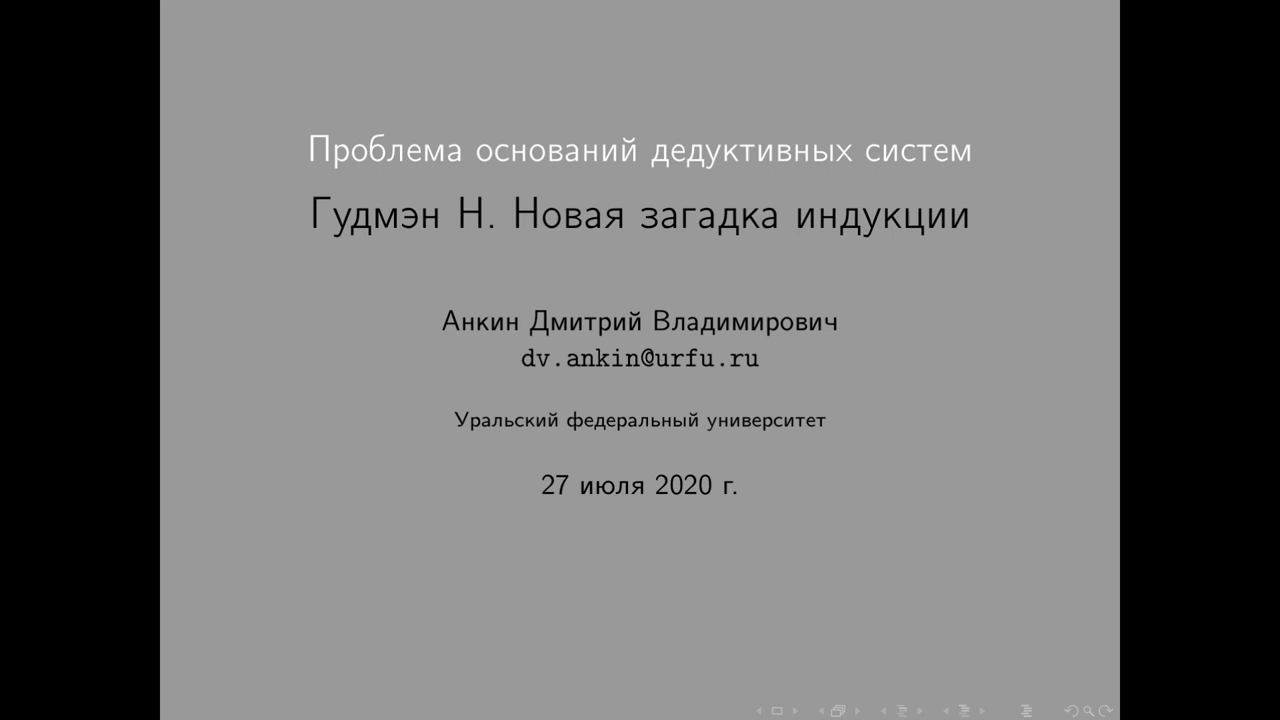 Проблема оснований дедуктивных систем
Гудмэн Н. Новая загадка индукции
Анкин Дмитрий Владимирович
dv.ankin@urfu.ru
Уральский федеральный университет
27 июля 2020 г.